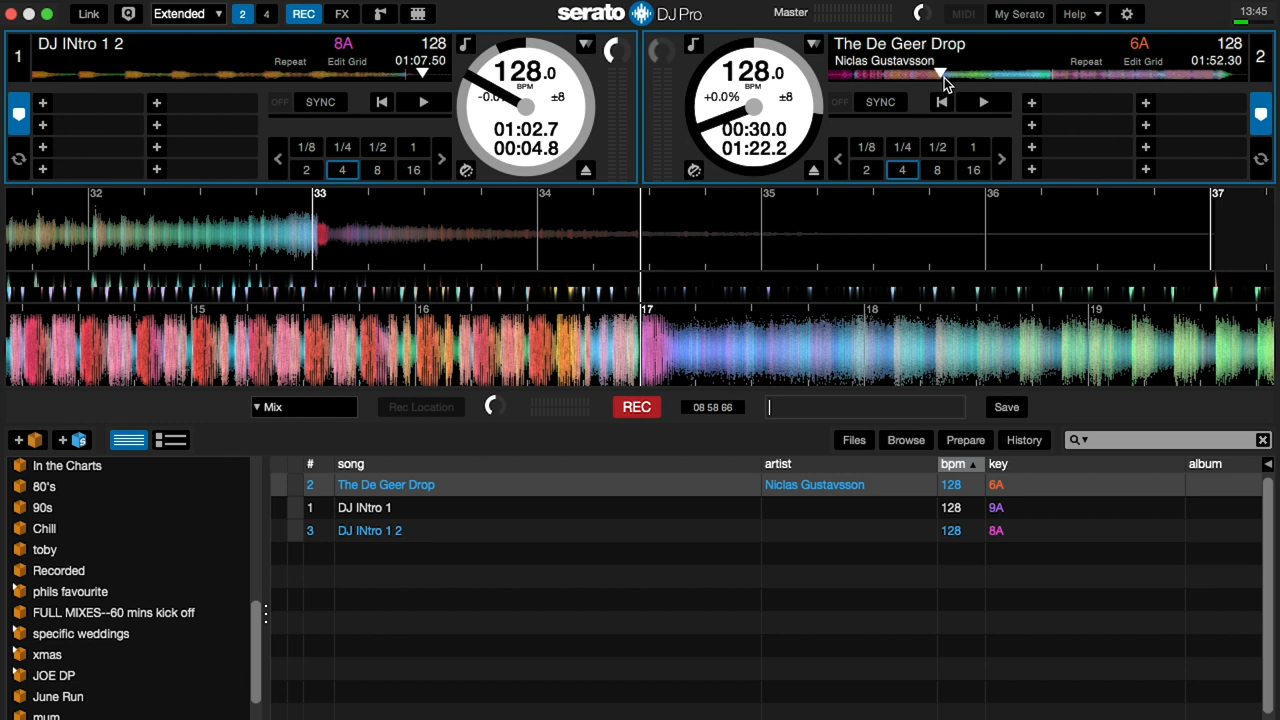 Link Extended 2 4 REC FX serato DJ Pro Master MIDI My Serato Help 13:45
1 DJ INtro 1 2 8A 128
Repeat Edit Grid 01:07.50
OFF SYNC
1/8 1/4 1/2 1
2 4 8 16
128.0
BPM
-0.0 ±8
01:02.7
00:04.8
128.0
BPM
+0.0% ±8
00:30.0
01:22.2
The De Geer Drop 6A 128 2
Niclas Gustavsson Repeat Edit Grid 01:52.30
OFF SYNC
1/8 1/4 1/2 1
2 4 8 16
32 33 34 35 36 37
15 16 17 18 19
Mix Rec Location REC 08 58 66 Save
Files Browse Prepare History
# song artist bpm key album
2 The De Geer Drop Niclas Gustavsson 128 6A
1 DJ INtro 1 128 9A
3 DJ INtro 1 2 128 8A
In the Charts
80's
90s
Chill
toby
Recorded
phils favourite
FULL MIXES--60 mins kick off
specific weddings
xmas
JOE DP
June Run
mum